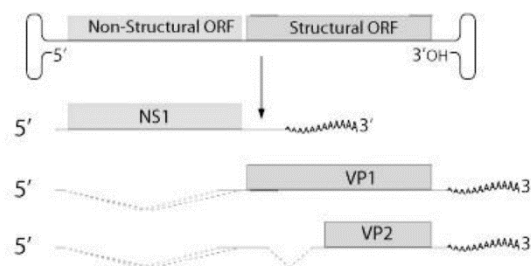 Non-Structural ORF Structural ORF
5' 3'OH
5' NS1 3'
5' VP1 3
5' VP2 3